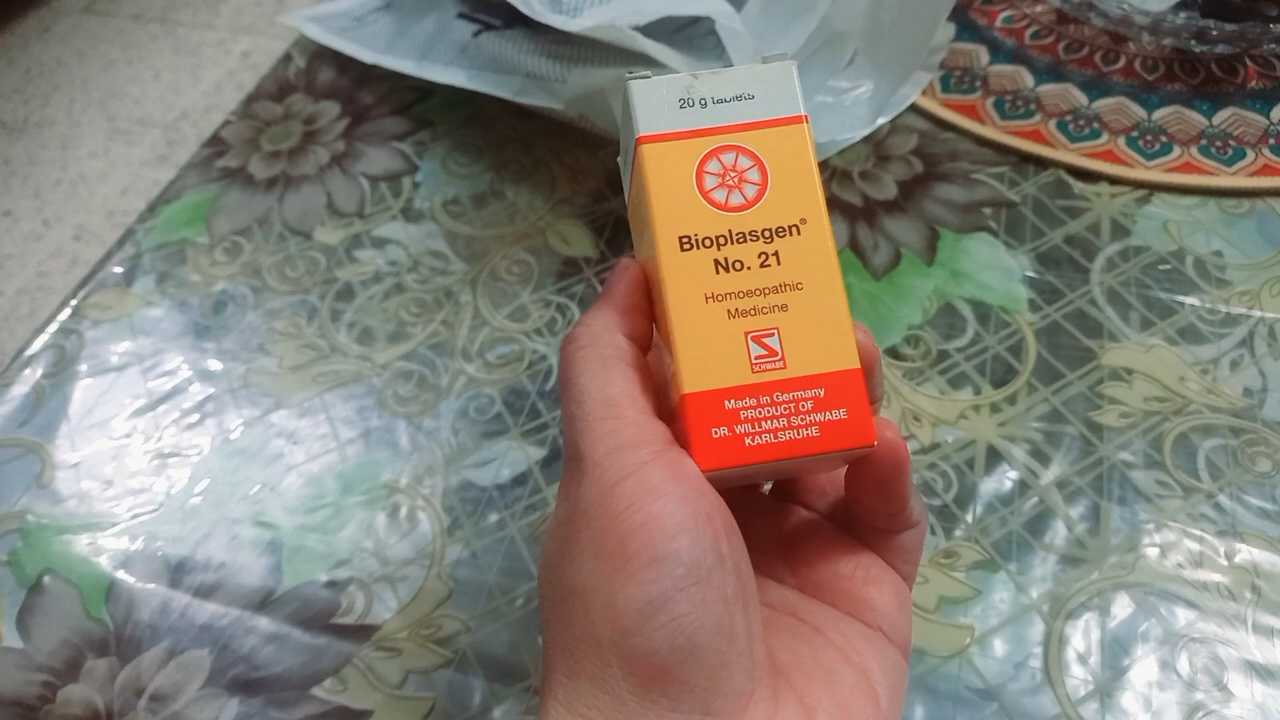 20 g tablets
Bioplasgen®
No. 21
Homoeopathic
Medicine
SCHWABE
Made in Germany
PRODUCT OF
DR. WILLMAR SCHWABE
KARLSRUHE